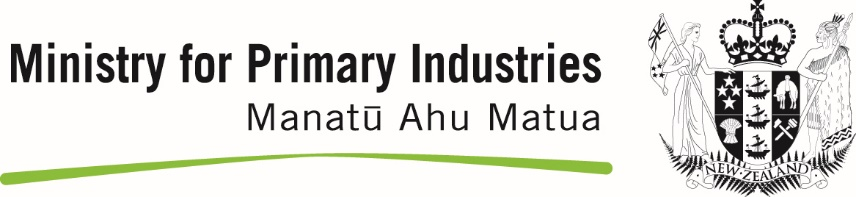 Ministry for Primary Industries
Manatū Ahu Matua
NEW ZEALAND